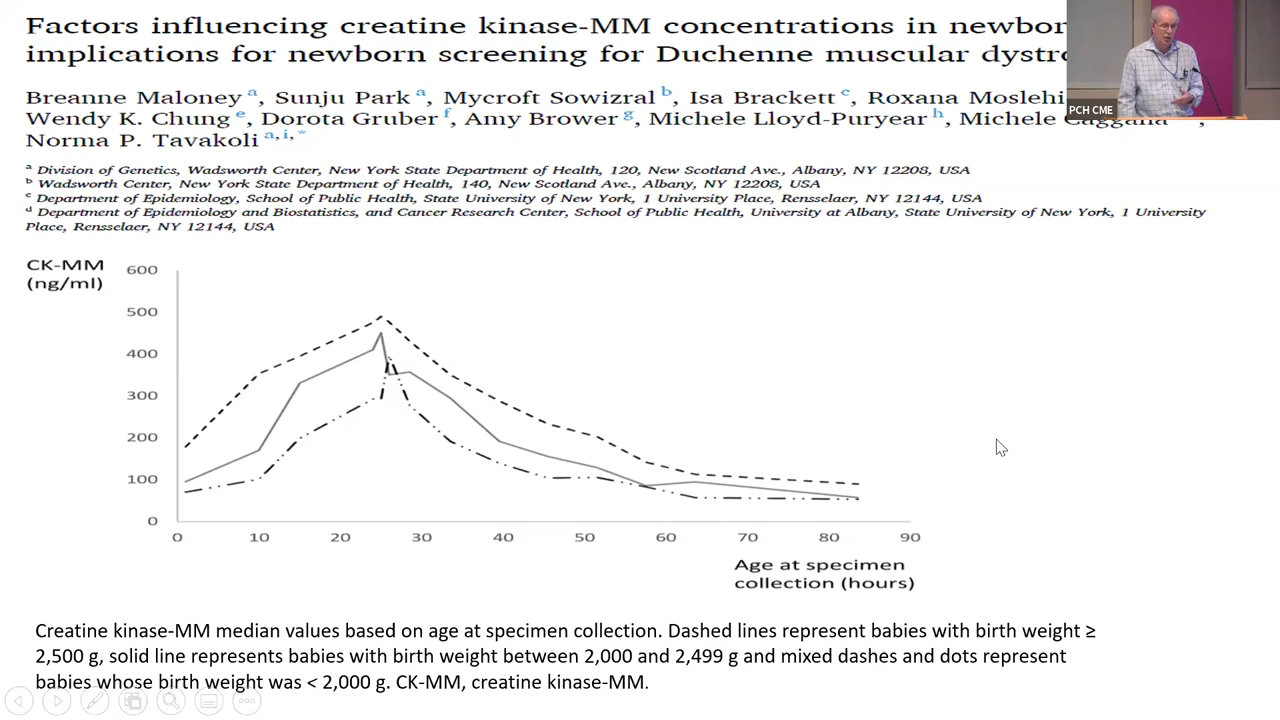 Factors influencing creatine kinase-MM concentrations in newbor
implications for newborn screening for Duchenne muscular dystro
Breanne Maloney a, Sunju Park a, Mycroft Sowizral b, Isa Brackett c, Roxana Moslehi
Wendy K. Chung e, Dorota Gruber f, Amy Brower g, Michele Lloyd-Puryear h, Michele Caggana ,
Norma P. Tavakoli a,i,*
PCH CME
a Division of Genetics, Wadsworth Center, New York State Department of Health, 120, New Scotland Ave., Albany, NY 12208, USA
b Wadsworth Center, New York State Department of Health, 140, New Scotland Ave., Albany, NY 12208, USA
c Department of Epidemiology, School of Public Health, State University of New York, 1 University Place, Rensselaer, NY 12144, USA
d Department of Epidemiology and Biostatistics, and Cancer Research Center, School of Public Health, University at Albany, State University of New York, 1 University
Place, Rensselaer, NY 12144, USA
CK-MM
(ng/ml)
600
500
400
300
200
100
0
0 10 20 30 40 50 60 70 80 90
Age at specimen
collection (hours)
Creatine kinase-MM median values based on age at specimen collection. Dashed lines represent babies with birth weight ≥
2,500 g, solid line represents babies with birth weight between 2,000 and 2,499 g and mixed dashes and dots represent
babies whose birth weight was < 2,000 g. CK-MM, creatine kinase-MM.